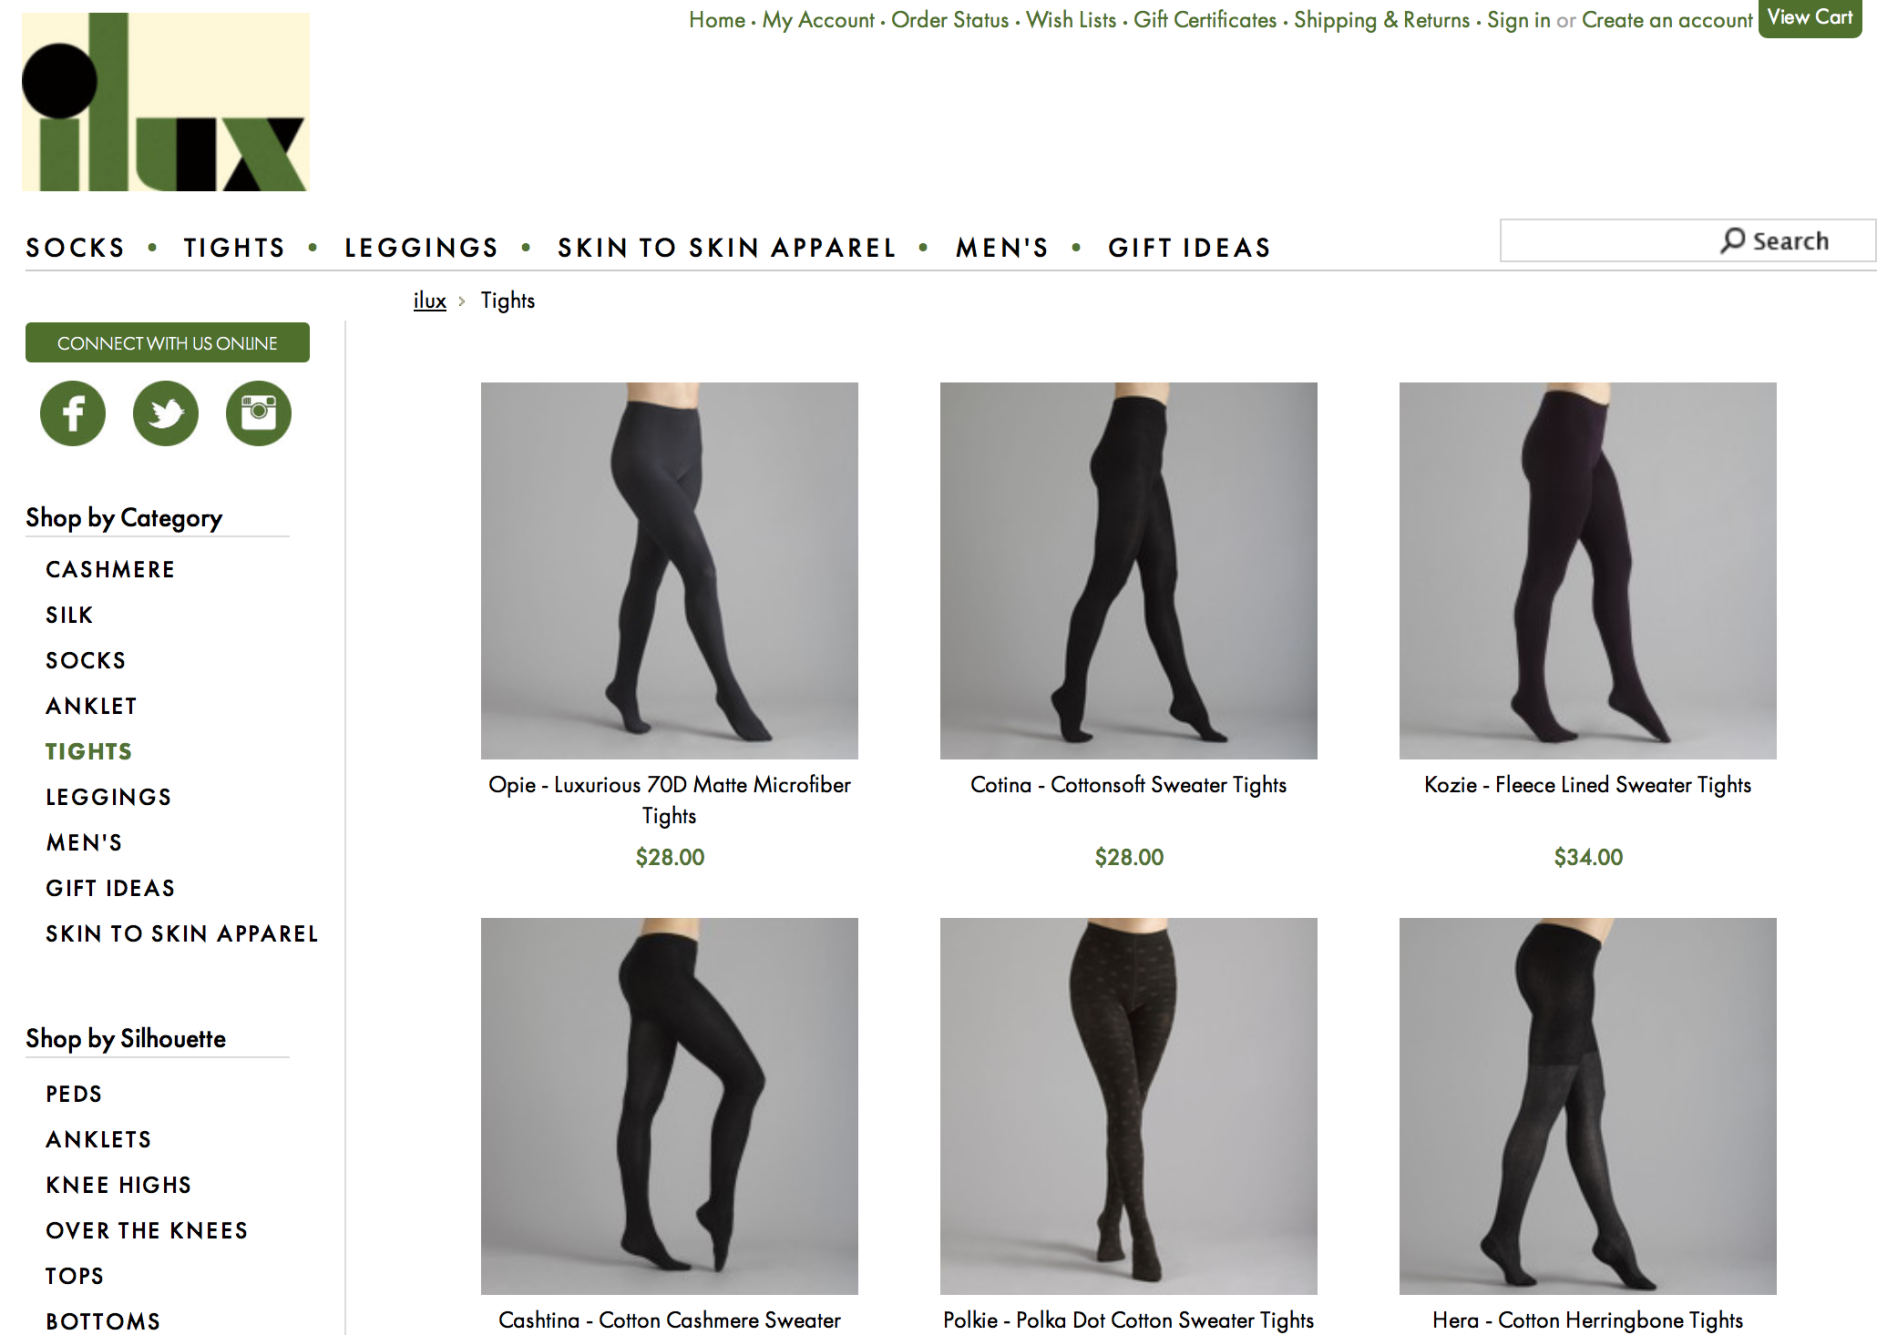 Home • My Account • Order Status • Wish Lists • Gift Certificates • Shipping & Returns • Sign in or Create an account View Cart
ilux
SOCKS • TIGHTS • LEGGINGS • SKIN TO SKIN APPAREL • MEN'S • GIFT IDEAS
Search
ilux › Tights
CONNECT WITH US ONLINE
Shop by Category
CASHMERE
SILK
SOCKS
ANKLET
TIGHTS
LEGGINGS
MEN'S
GIFT IDEAS
SKIN TO SKIN APPAREL
Shop by Silhouette
PEDS
ANKLETS
KNEE HIGHS
OVER THE KNEES
TOPS
BOTTOMS
Opie - Luxurious 70D Matte Microfiber
Tights
$28.00
Cotina - Cottonsoft Sweater Tights
$28.00
Kozie - Fleece Lined Sweater Tights
$34.00
Cashtina - Cotton Cashmere Sweater
Polkie - Polka Dot Cotton Sweater Tights
Hera - Cotton Herringbone Tights